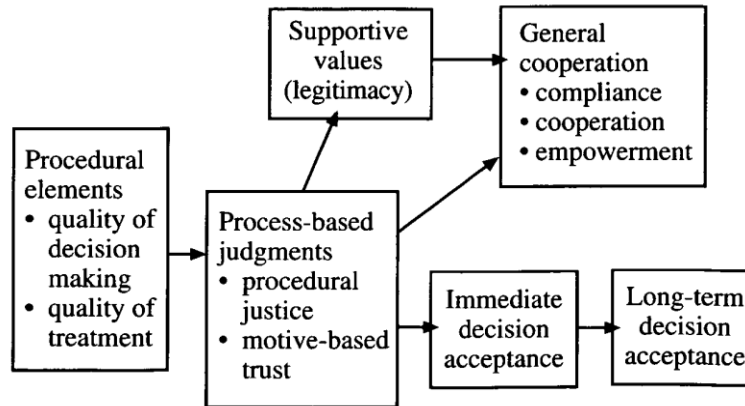 Procedural
elements
• quality of
decision
making
• quality of
treatment
Process-based
judgments
• procedural
justice
• motive-based
trust
Supportive
values
(legitimacy)
General
cooperation
• compliance
• cooperation
• empowerment
Immediate
decision
acceptance
Long-term
decision
acceptance